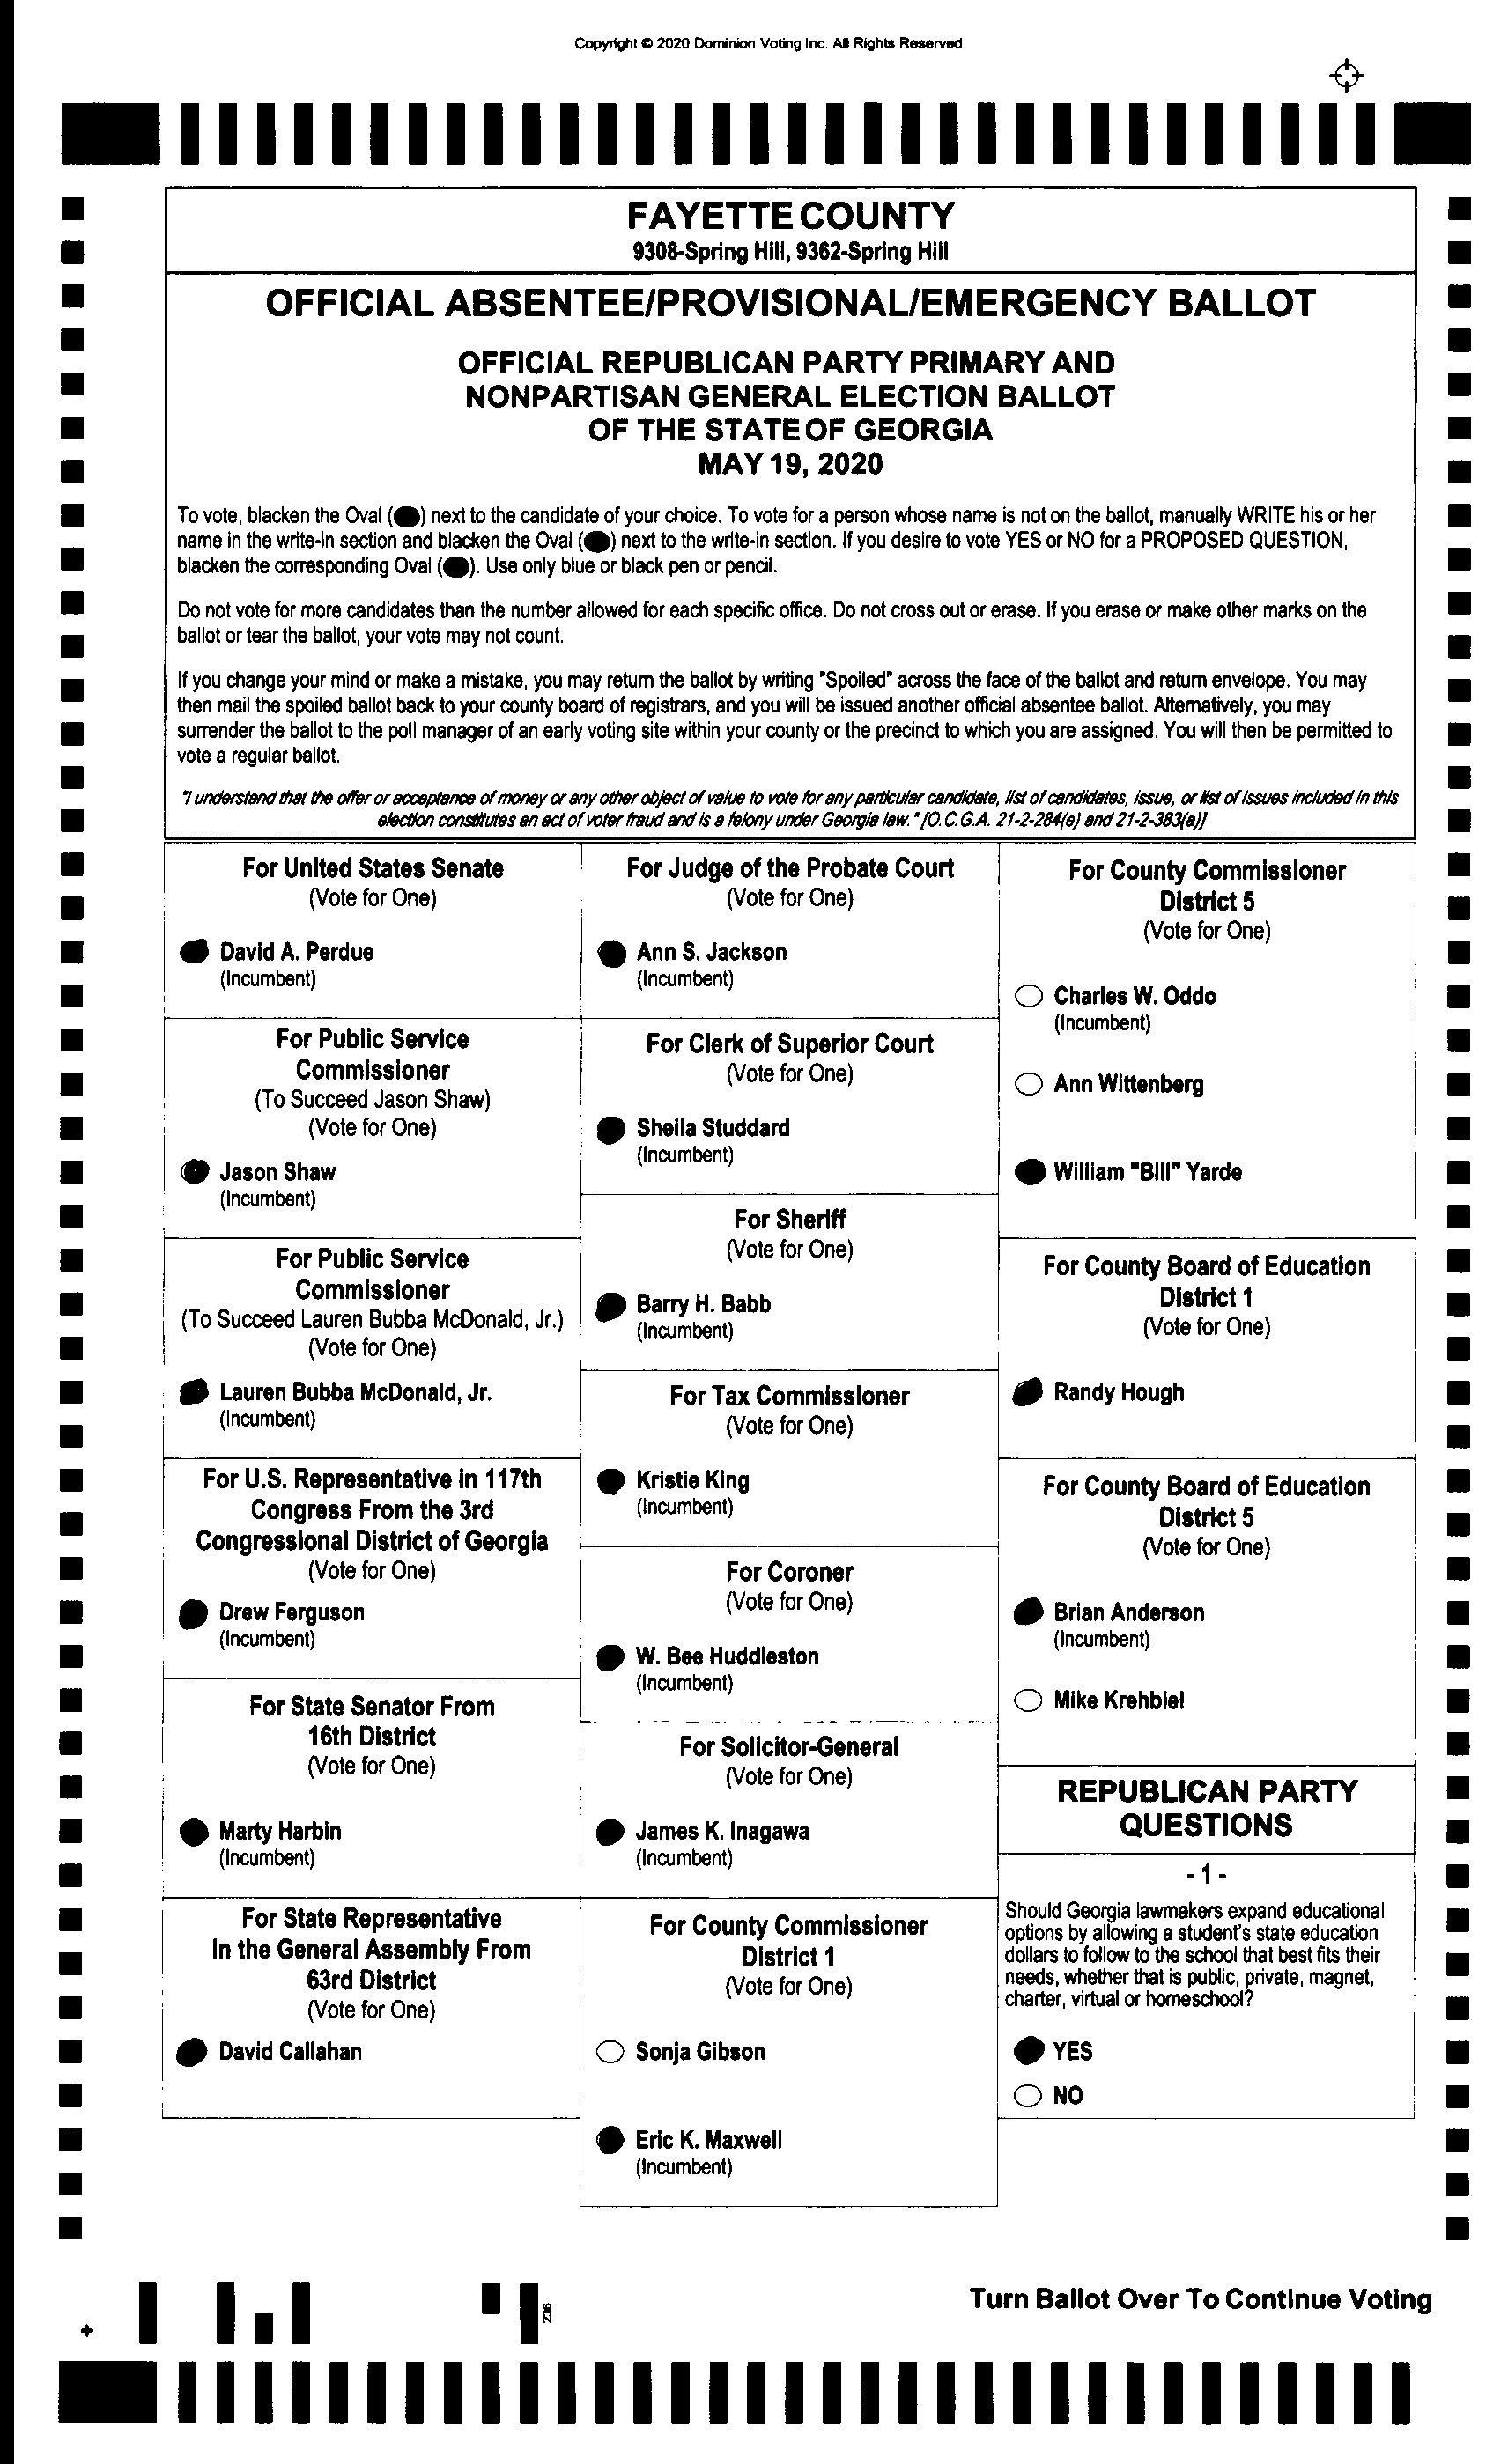 Copyright © 2020 Dominion Voting Inc. All Rights Reserved
FAYETTE COUNTY
9308-Spring Hill, 9362-Spring Hill
OFFICIAL ABSENTEE/PROVISIONAL/EMERGENCY BALLOT
OFFICIAL REPUBLICAN PARTY PRIMARY AND
NONPARTISAN GENERAL ELECTION BALLOT
OF THE STATE OF GEORGIA
MAY 19, 2020
To vote, blacken the Oval (●) next to the candidate of your choice. To vote for a person whose name is not on the ballot, manually WRITE his or her
name in the write-in section and blacken the Oval (●) next to the write-in section. If you desire to vote YES or NO for a PROPOSED QUESTION,
blacken the corresponding Oval (●). Use only blue or black pen or pencil.
Do not vote for more candidates than the number allowed for each specific office. Do not cross out or erase. If you erase or make other marks on the
ballot or tear the ballot, your vote may not count.
If you change your mind or make a mistake, you may return the ballot by writing "Spoiled" across the face of the ballot and return envelope. You may
then mail the spoiled ballot back to your county board of registrars, and you will be issued another official absentee ballot. Alternatively, you may
surrender the ballot to the poll manager of an early voting site within your county or the precinct to which you are assigned. You will then be permitted to
vote a regular ballot.
"I understand that the offer or acceptance of money or any other object of value to vote for any particular candidate, list of candidates, issue, or list of issues included in this
election constitutes an act of voter fraud and is a felony under Georgia law." [O.C.G.A. 21-2-284(e) and 21-2-383(a)]
For United States Senate
(Vote for One)
David A. Perdue
(Incumbent)
For Public Service
Commissioner
(To Succeed Jason Shaw)
(Vote for One)
Jason Shaw
(Incumbent)
For Public Service
Commissioner
(To Succeed Lauren Bubba McDonald, Jr.)
(Vote for One)
Lauren Bubba McDonald, Jr.
(Incumbent)
For U.S. Representative in 117th
Congress From the 3rd
Congressional District of Georgia
(Vote for One)
Drew Ferguson
(Incumbent)
For State Senator From
16th District
(Vote for One)
Marty Harbin
(Incumbent)
For State Representative
In the General Assembly From
63rd District
(Vote for One)
David Callahan
For Judge of the Probate Court
(Vote for One)
Ann S. Jackson
(Incumbent)
For Clerk of Superior Court
(Vote for One)
Sheila Studdard
(Incumbent)
For Sheriff
(Vote for One)
Barry H. Babb
(Incumbent)
For Tax Commissioner
(Vote for One)
Kristie King
(Incumbent)
For Coroner
(Vote for One)
W. Bee Huddleston
(Incumbent)
For Solicitor-General
(Vote for One)
James K. Inagawa
(Incumbent)
For County Commissioner
District 1
(Vote for One)
Sonja Gibson
Eric K. Maxwell
(Incumbent)
For County Commissioner
District 5
(Vote for One)
Charles W. Oddo
(Incumbent)
Ann Wittenberg
William "Bill" Yarde
For County Board of Education
District 1
(Vote for One)
Randy Hough
For County Board of Education
District 5
(Vote for One)
Brian Anderson
(Incumbent)
Mike Krehbiel
REPUBLICAN PARTY
QUESTIONS
- 1 -
Should Georgia lawmakers expand educational
options by allowing a student's state education
dollars to follow to the school that best fits their
needs, whether that is public, private, magnet,
charter, virtual or homeschool?
YES
NO
236
Turn Ballot Over To Continue Voting